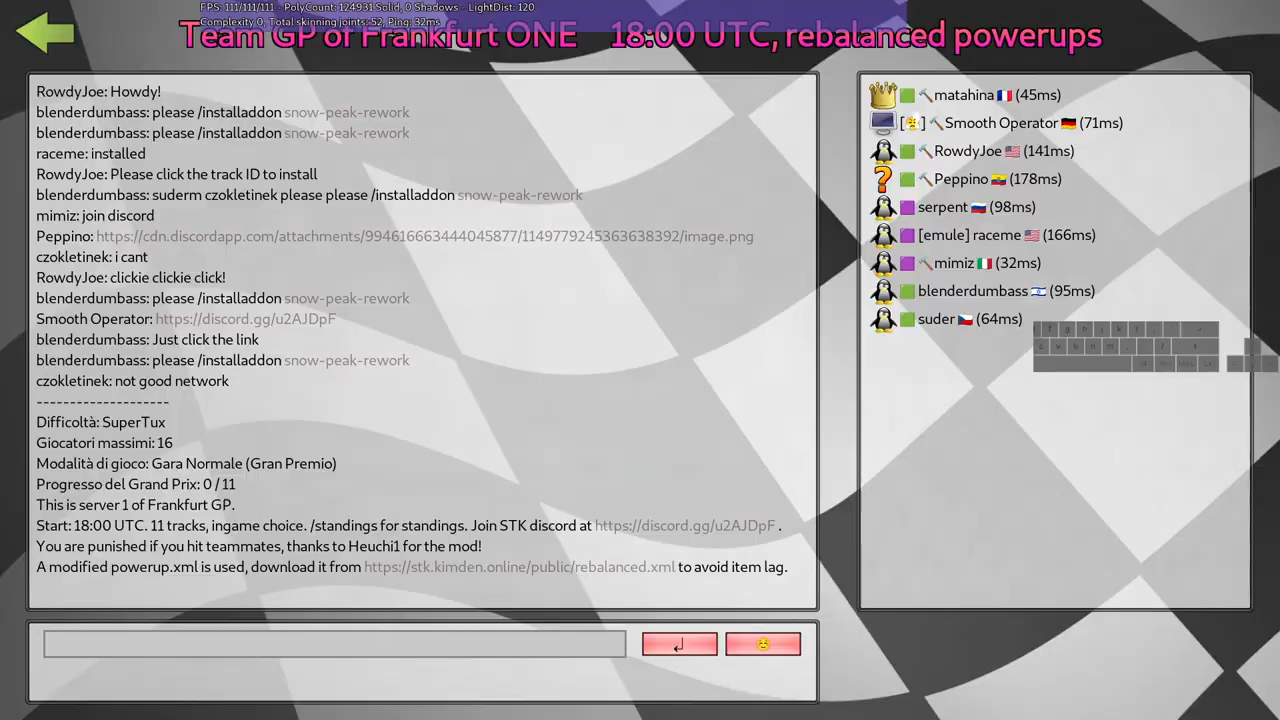 FPS: 111/111/111 - PolyCount: 124931 Solid, 0 Shadows - LightDist: 120
Complexity 0, Total skinning joints: 52, Ping: 32ms
Team GP of Frankfurt ONE 18:00 UTC, rebalanced powerups
RowdyJoe: Howdy!
blenderdumbass: please /installaddon snow-peak-rework
blenderdumbass: please /installaddon snow-peak-rework
raceme: installed
RowdyJoe: Please click the track ID to install
blenderdumbass: suderm czokletinek please please /installaddon snow-peak-rework
mimiz: join discord
Peppino: https://cdn.discordapp.com/attachments/994616663444045877/1149779245363638392/image.png
czokletinek: i cant
RowdyJoe: clickie clickie click!
blenderdumbass: please /installaddon snow-peak-rework
Smooth Operator: https://discord.gg/u2AJDpF
blenderdumbass: Just click the link
blenderdumbass: please /installaddon snow-peak-rework
czokletinek: not good network
--------------------
Difficoltà: SuperTux
Giocatori massimi: 16
Modalità di gioco: Gara Normale (Gran Premio)
Progresso del Grand Prix: 0 / 11
This is server 1 of Frankfurt GP.
Start: 18:00 UTC. 11 tracks, ingame choice. /standings for standings. Join STK discord at https://discord.gg/u2AJDpF .
You are punished if you hit teammates, thanks to Heuchi1 for the mod!
A modified powerup.xml is used, download it from https://stk.kimden.online/public/rebalanced.xml to avoid item lag.
matahina (45ms)
[] Smooth Operator (71ms)
RowdyJoe (141ms)
Peppino (178ms)
serpent (98ms)
[emule] raceme (166ms)
mimiz (32ms)
blenderdumbass (95ms)
suder (64ms)
f g h j k l
c v b n m